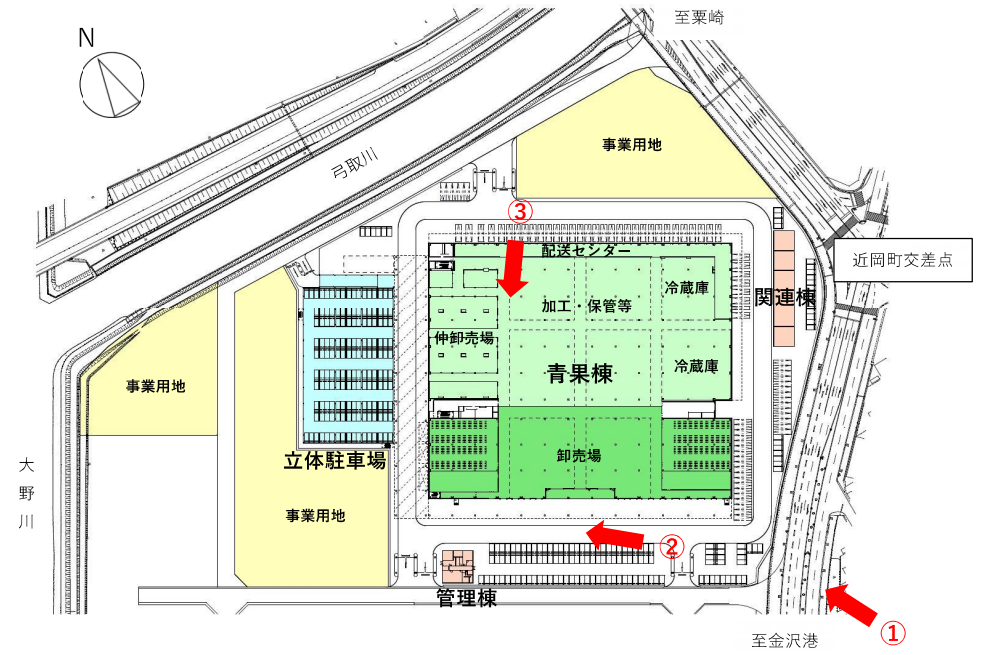 至粟崎
N
事業用地
弓取川
③
配送センター
近岡町交差点
冷蔵庫
関連棟
加工・保管等
仲卸売場
冷蔵庫
青果棟
事業用地
卸売場
立体駐車場
大野川
事業用地
②
管理棟
①
至金沢港